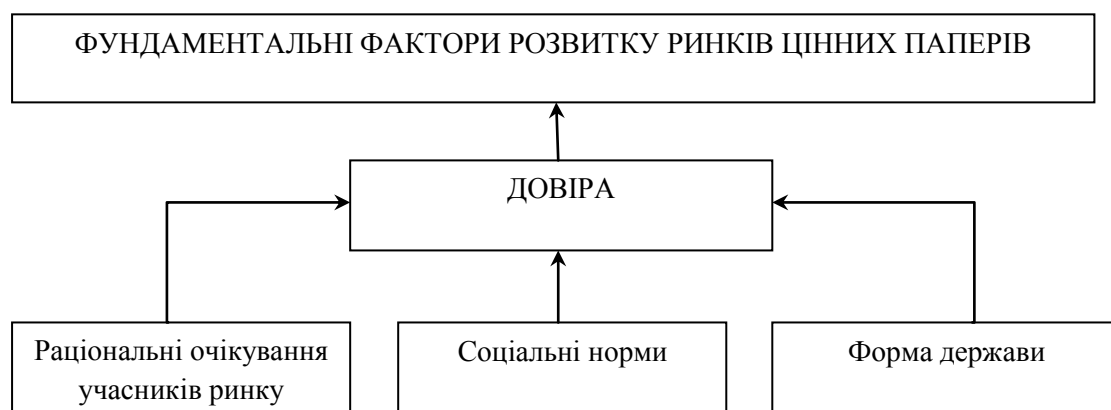 ФУНДАМЕНТАЛЬНІ ФАКТОРИ РОЗВИТКУ РИНКІВ ЦІННИХ ПАПЕРІВ
ДОВІРА
Раціональні очікування
учасників ринку
Соціальні норми
Форма держави